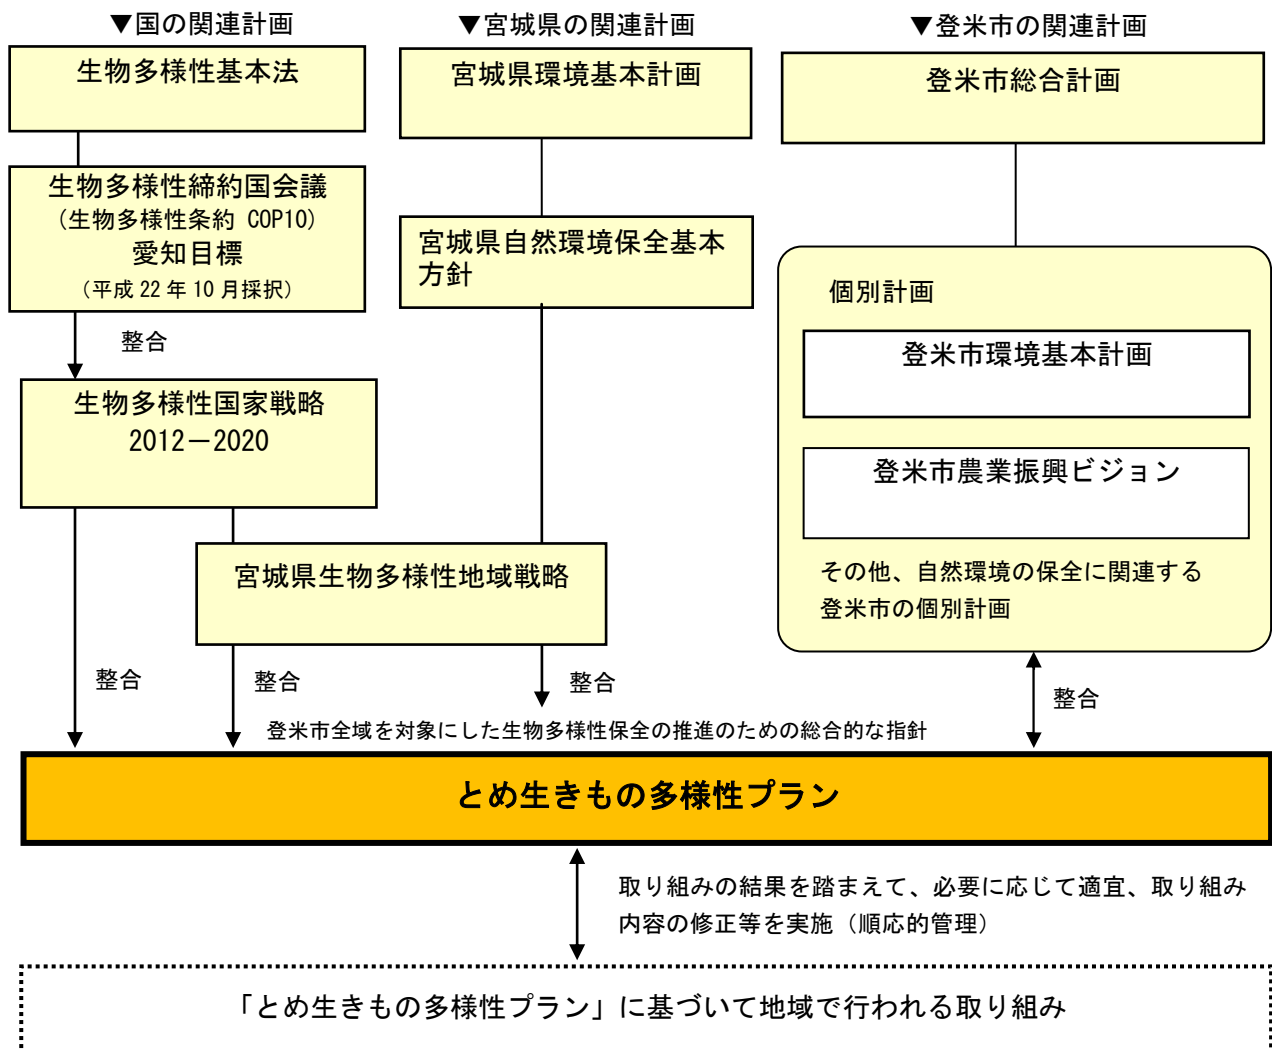 ▼国の関連計画
▼宮城県の関連計画
▼登米市の関連計画
生物多様性基本法
宮城県環境基本計画
登米市総合計画
生物多様性締約国会議
（生物多様性条約 COP10）
愛知目標
（平成 22 年 10 月採択）
宮城県自然環境保全基本
方針
個別計画
登米市環境基本計画
登米市農業振興ビジョン
その他、自然環境の保全に関連する
登米市の個別計画
整合
生物多様性国家戦略
2012－2020
宮城県生物多様性地域戦略
整合
整合
整合
整合
登米市全域を対象にした生物多様性保全の推進のための総合的な指針
とめ生きもの多様性プラン
取り組みの結果を踏まえて、必要に応じて適宜、取り組み
内容の修正等を実施（順応的管理）
「とめ生きもの多様性プラン」に基づいて地域で行われる取り組み